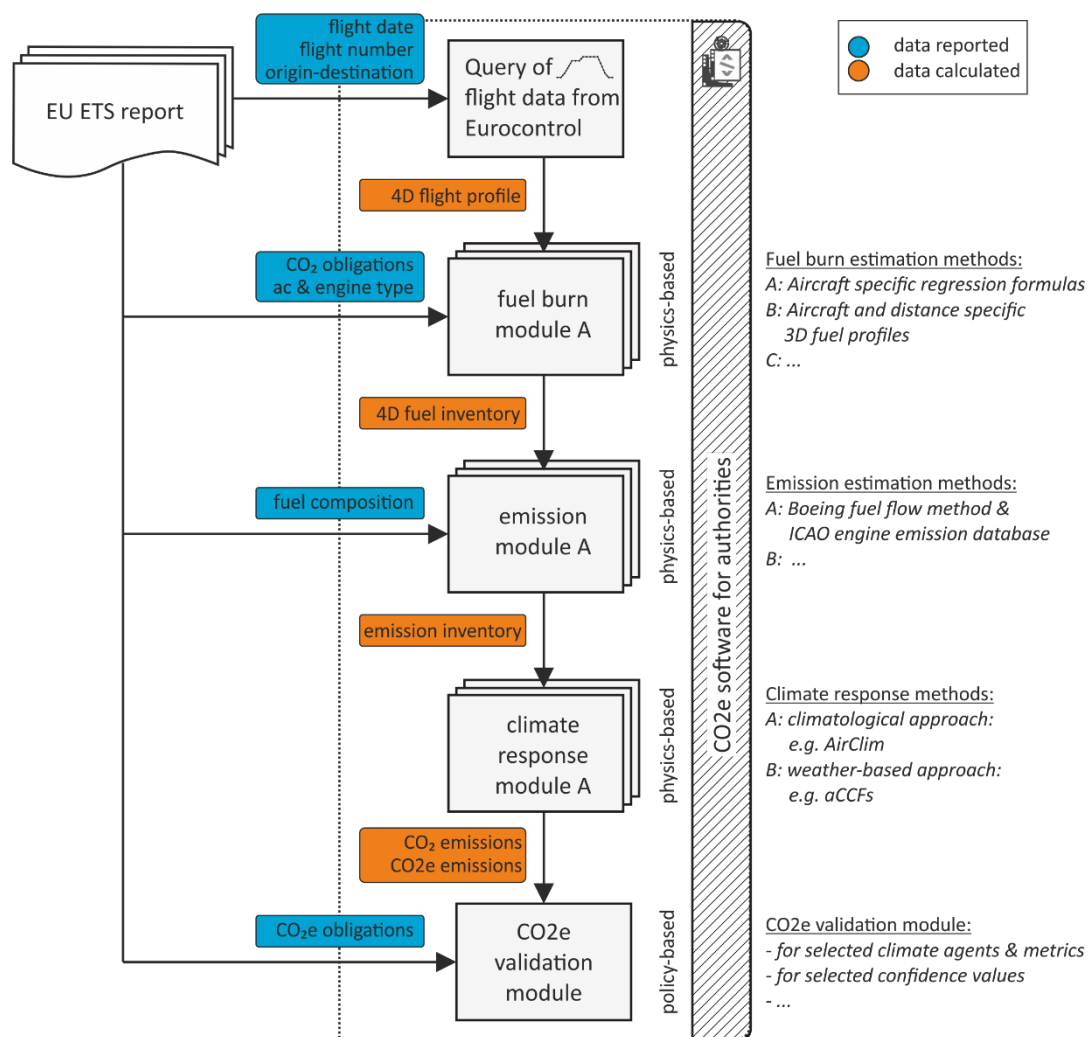 flight date
flight number
origin-destination
EU ETS report
Query of
flight data from
Eurocontrol
data reported
data calculated
4D flight profile
CO₂ obligations
ac & engine type
fuel burn
module A
physics-based
Fuel burn estimation methods:
A: Aircraft specific regression formulas
B: Aircraft and distance specific
3D fuel profiles
C: ...
4D fuel inventory
fuel composition
emission
module A
physics-based
Emission estimation methods:
A: Boeing fuel flow method &
ICAO engine emission database
B: ...
CO2e software for authorities
emission inventory
climate
response
module A
physics-based
Climate response methods:
A: climatological approach:
e.g. AirClim
B: weather-based approach:
e.g. aCCFs
CO₂ emissions
CO2e emissions
CO₂e obligations
CO2e
validation
module
policy-based
CO2e validation module:
- for selected climate agents & metrics
- for selected confidence values
- ...